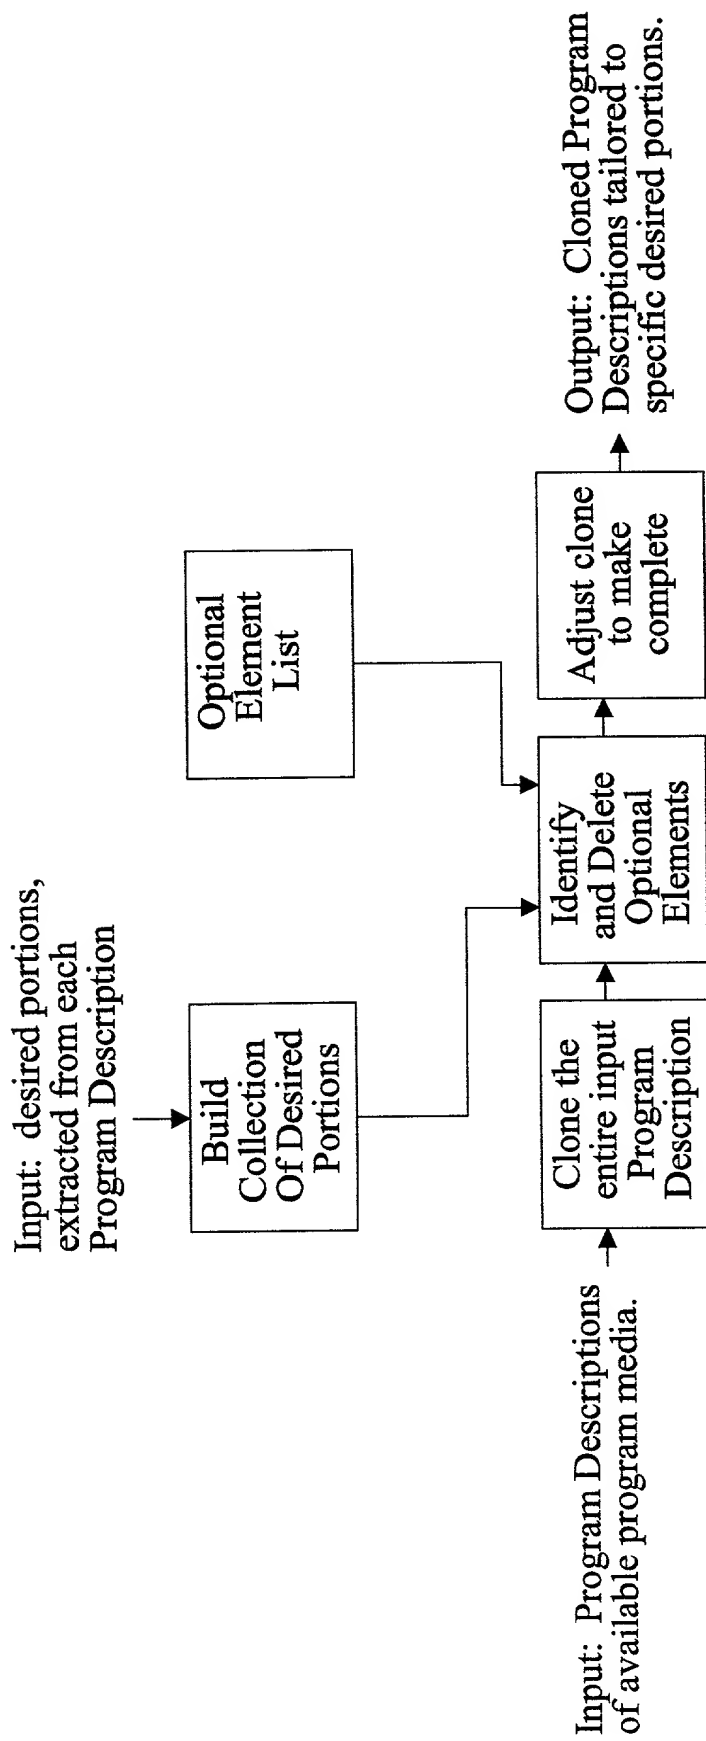 Input: desired portions,
extracted from each
Program Description
Build
Collection
Of Desired
Portions
Optional
Element
List
Input: Program Descriptions
of available program media.
Clone the
entire input
Program
Description
Identify
and Delete
Optional
Elements
Adjust clone
to make
complete
Output: Cloned Program
Descriptions tailored to
specific desired portions.